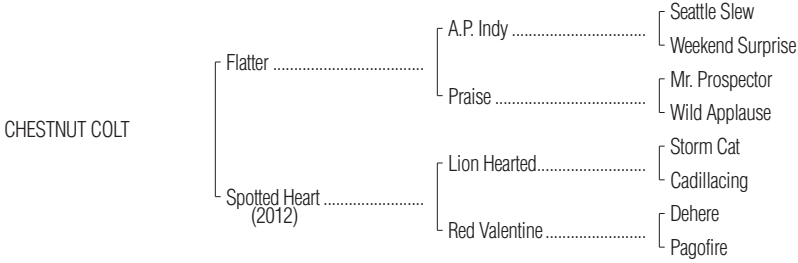 Seattle Slew
A.P. Indy ..................................
Weekend Surprise
Flatter ......................................
Mr. Prospector
Praise ......................................
Wild Applause
CHESTNUT COLT
Storm Cat
Lion Hearted...........................
Cadillacing
Spotted Heart .........................
(2012)
Dehere
Red Valentine .........................
Pagofire